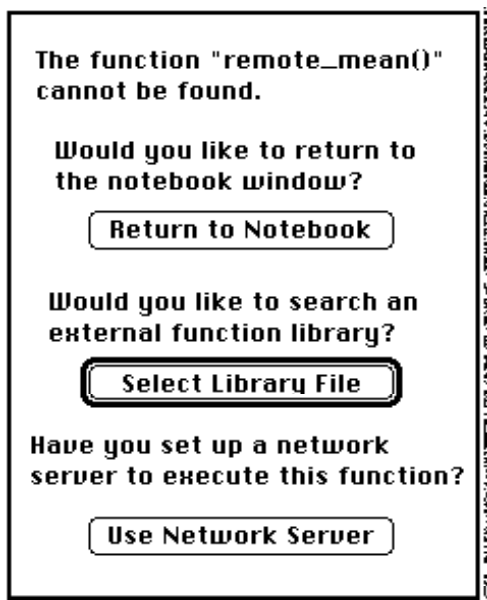 The function "remote_mean()"
cannot be found.
Would you like to return to
the notebook window?
Return to Notebook
Would you like to search an
external function library?
Select Library File
Have you set up a network
server to execute this function?
Use Network Server